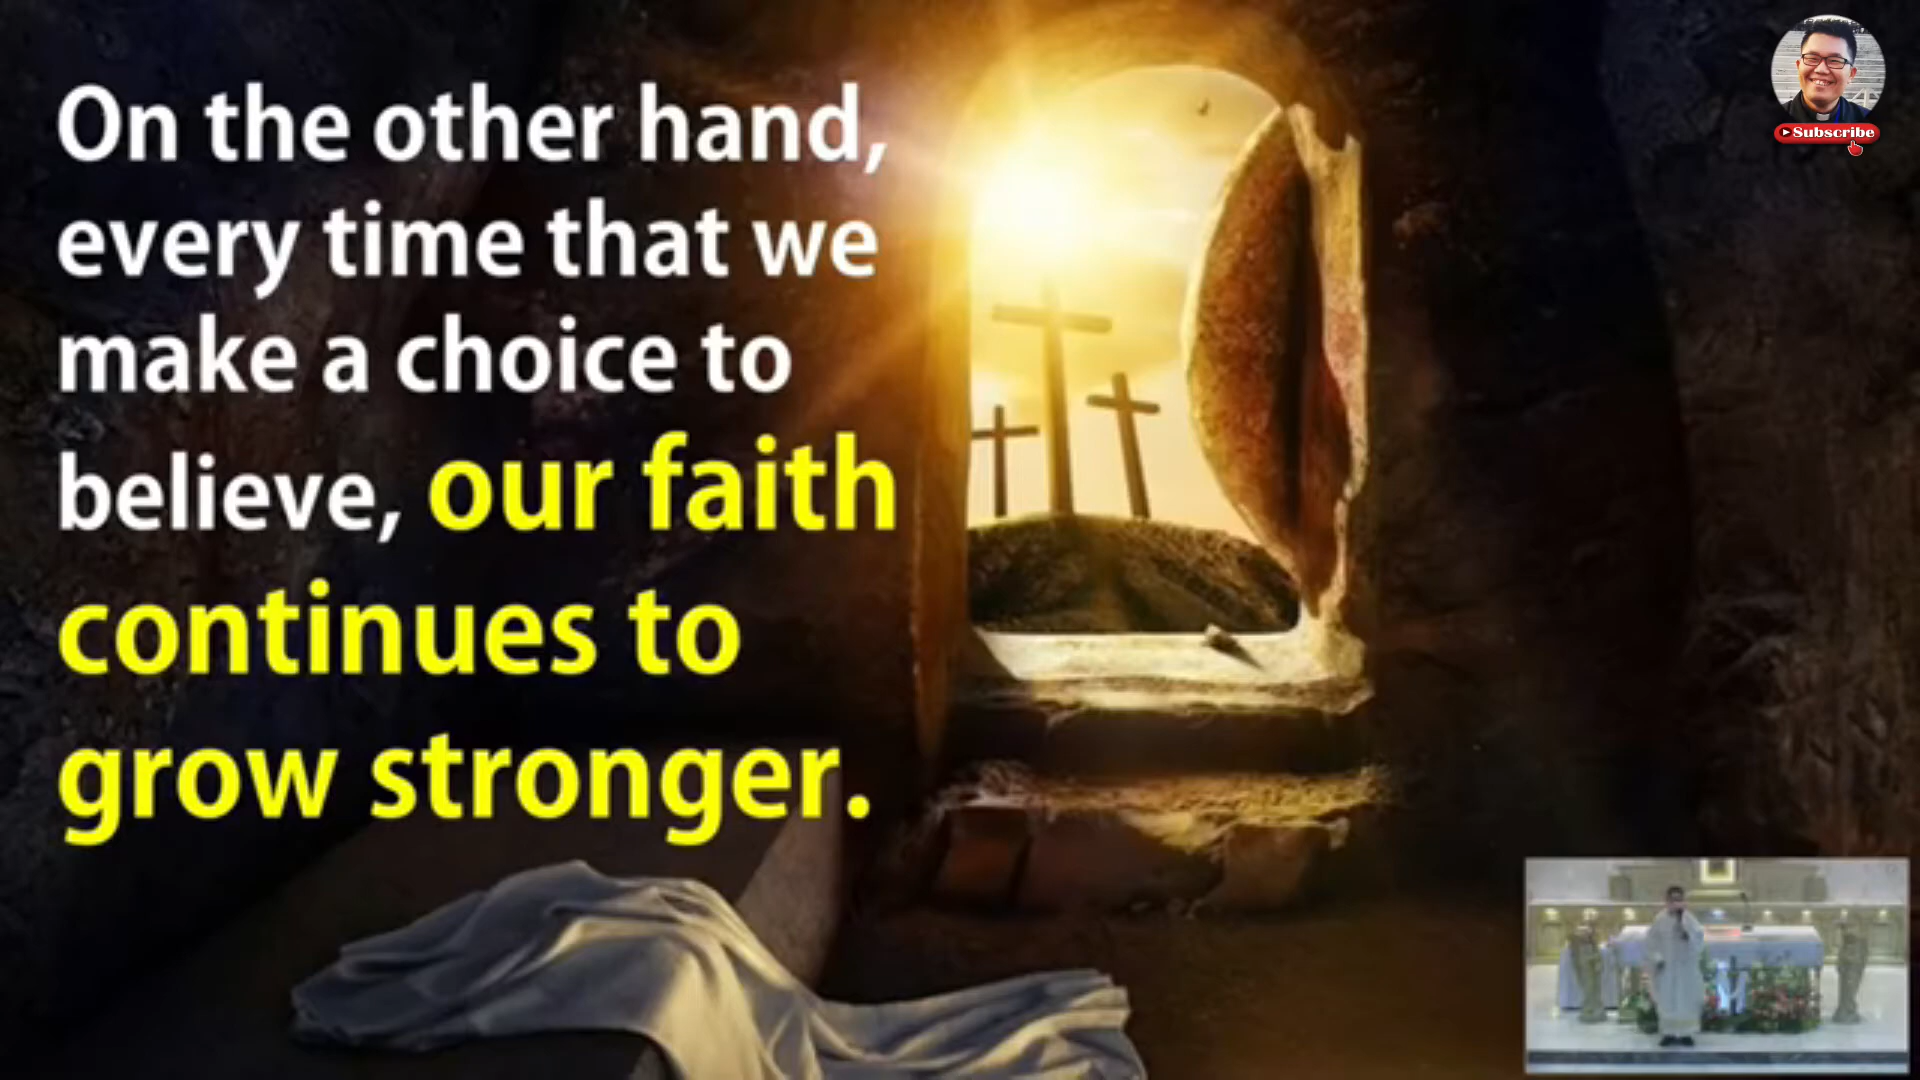 On the other hand,
every time that we
make a choice to
believe, our faith
continues to
grow stronger.
Subscribe